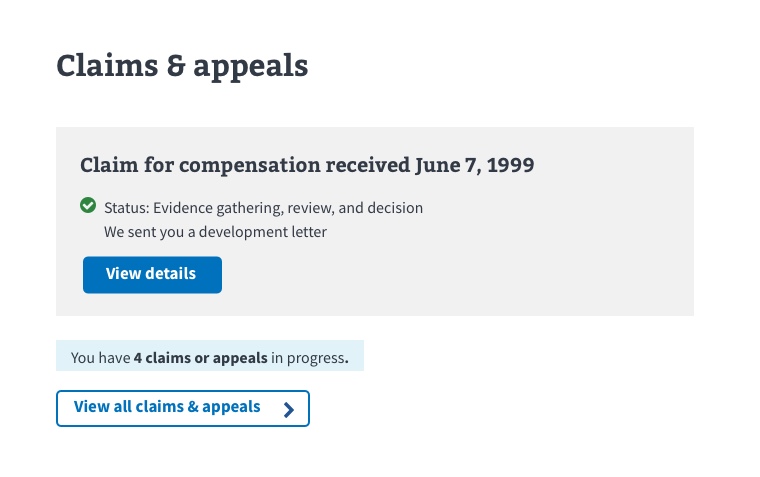 Claims & appeals
Claim for compensation received June 7, 1999
Status: Evidence gathering, review, and decision
We sent you a development letter
View details
You have 4 claims or appeals in progress.
View all claims & appeals